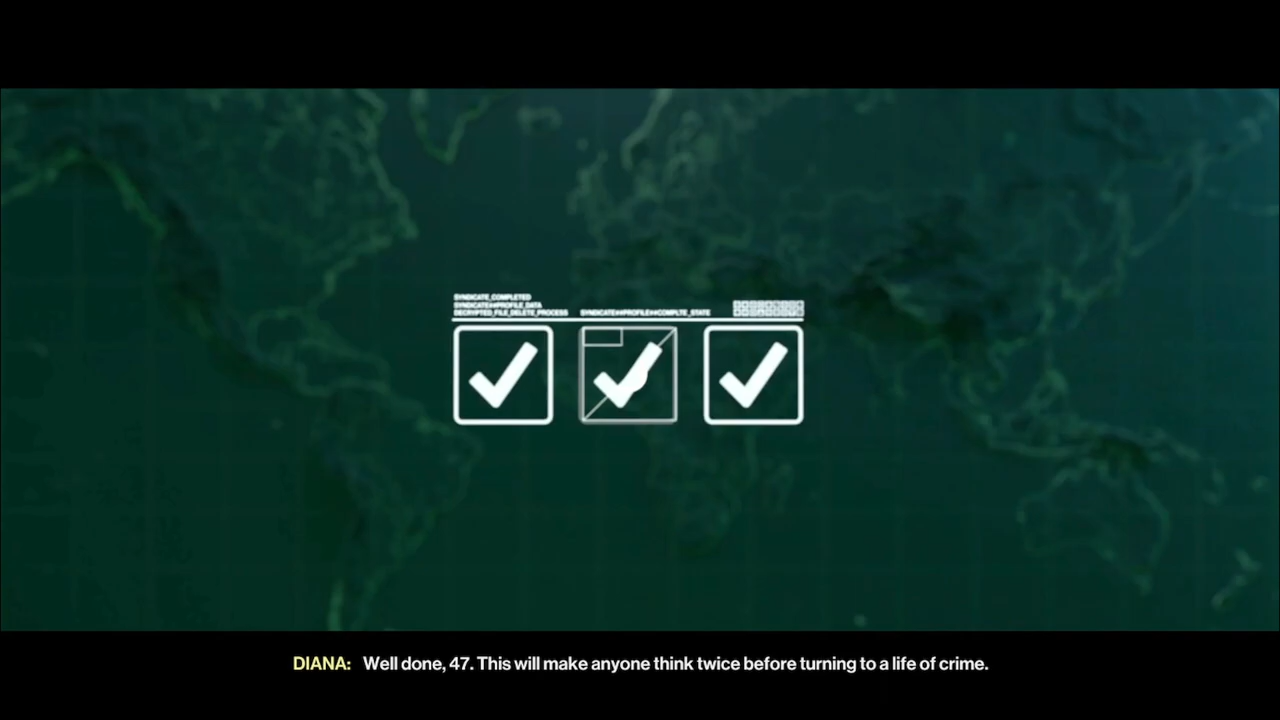 SYNDICATE_COMPLETED
SYNDICATE##PROFILE_DATA
DECRYPTED_FILE_DELETE_PROCESS SYNDICATE##PROFILE##COMPLTE_STATE
DIANA: Well done, 47. This will make anyone think twice before turning to a life of crime.